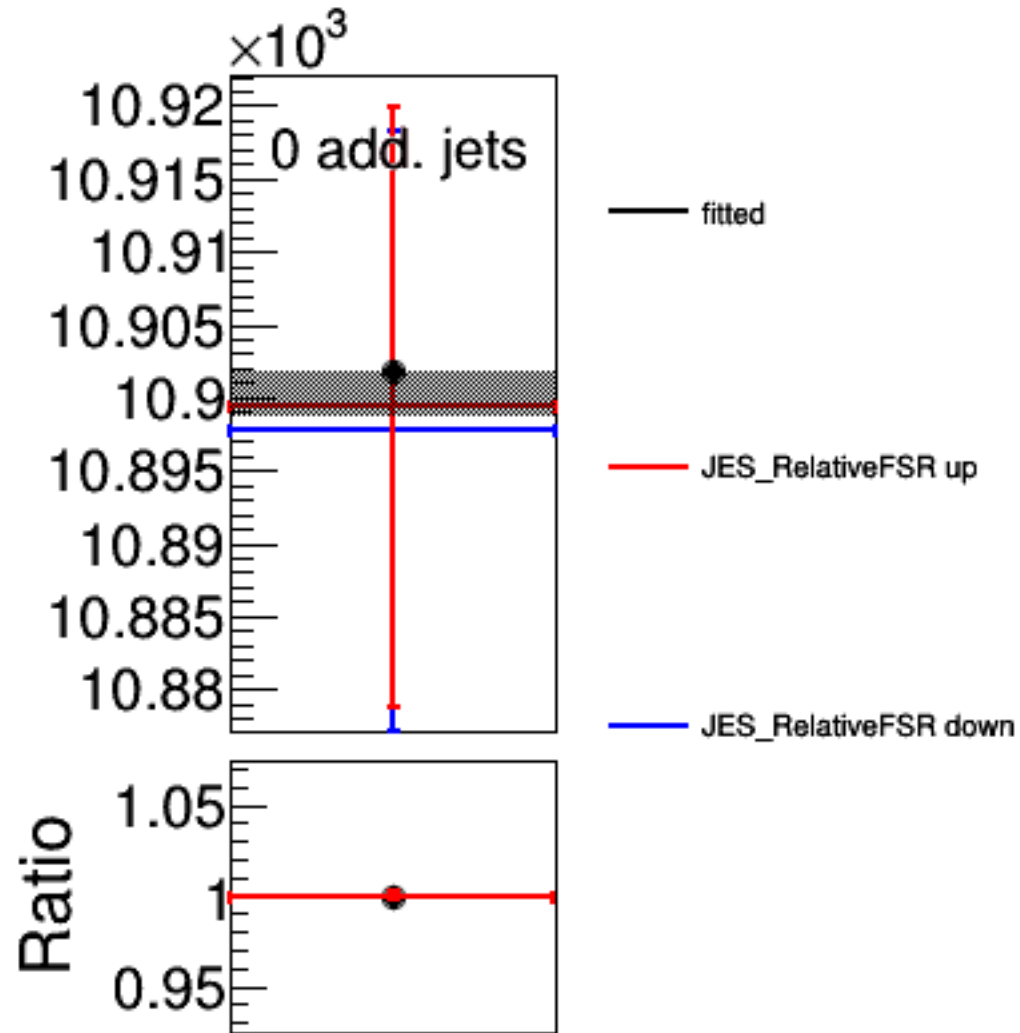 ×10³
10.92
0 add. jets
10.915
10.91
10.905
10.9
10.895
10.89
10.885
10.88
fitted
JES_RelativeFSR up
JES_RelativeFSR down
Ratio
1.05
1
0.95